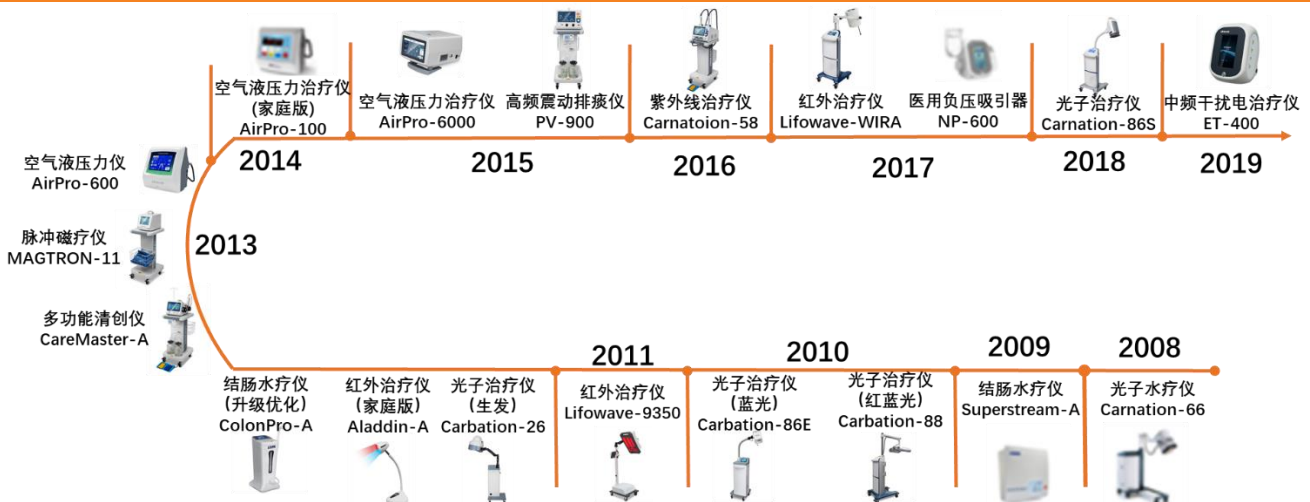 空气液压力治疗仪
(家庭版)
AirPro-100
空气液压力治疗仪
AirPro-6000
高频震动排痰仪
PV-900
紫外线治疗仪
Carnatoion-58
红外治疗仪
Lifowave-WIRA
医用负压吸引器
NP-600
光子治疗仪
Carnation-86S
中频干扰电治疗仪
ET-400
2014
2015
2016
2017
2018
2019
空气液压力仪
AirPro-600
脉冲磁疗仪
MAGTRON-11
2013
多功能清创仪
CareMaster-A
2011
2010
2009
2008
结肠水疗仪
(升级优化)
ColonPro-A
红外治疗仪
(家庭版)
Aladdin-A
光子治疗仪
(生发)
Carbation-26
红外治疗仪
Lifowave-9350
光子治疗仪
(蓝光)
Carbation-86E
光子治疗仪
(红蓝光)
Carbation-88
结肠水疗仪
Superstream-A
光子水疗仪
Carnation-66